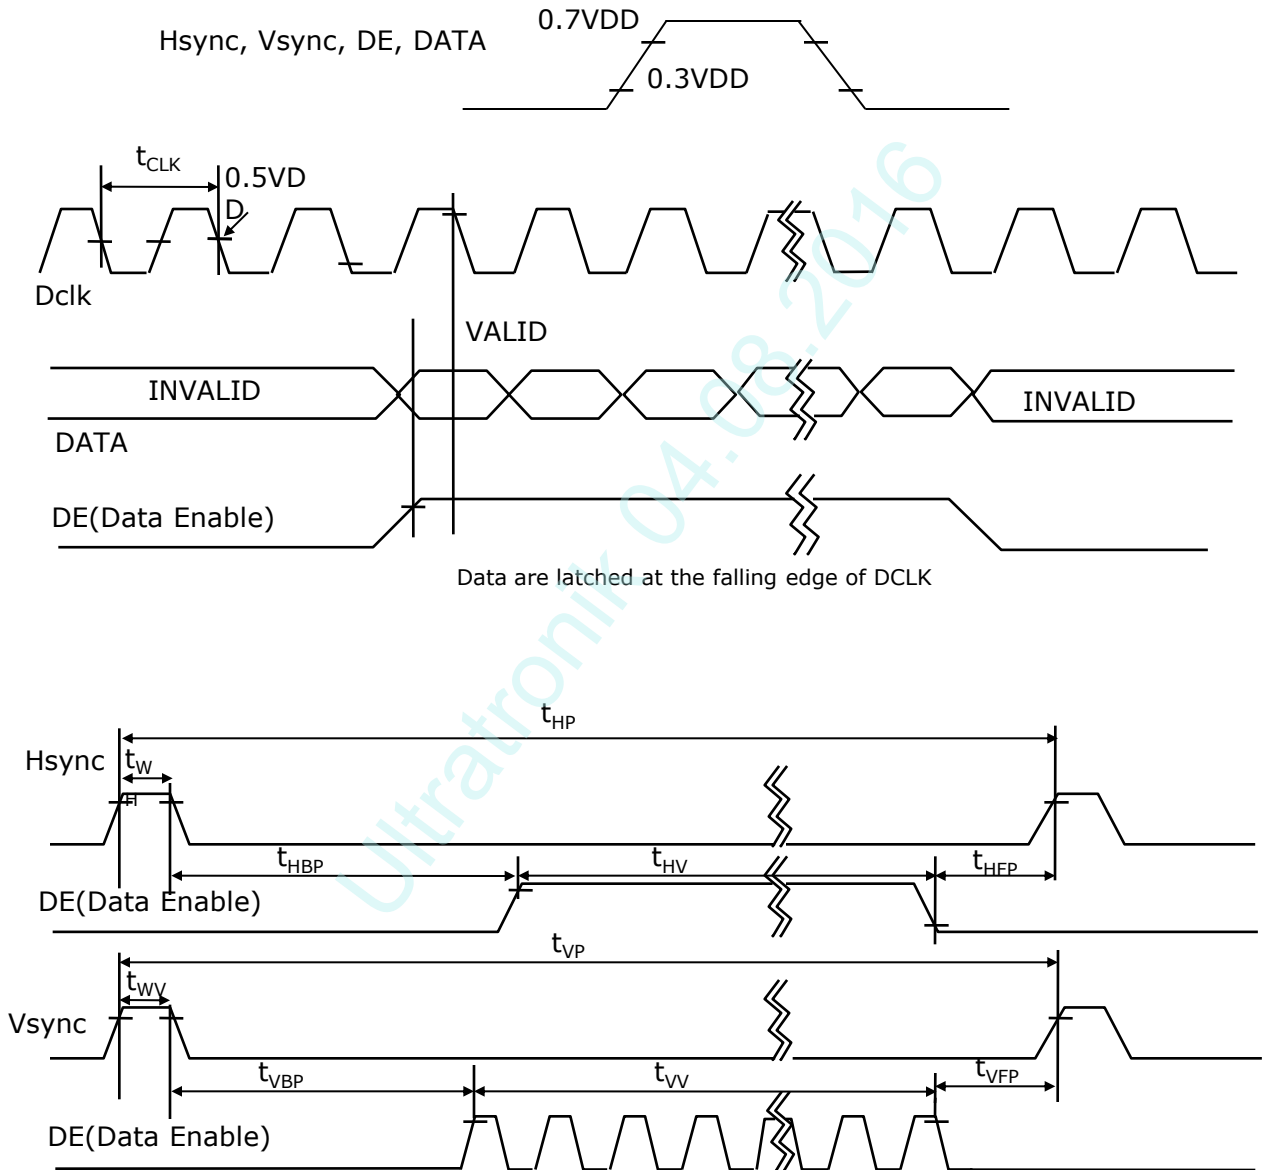 0.7VDD
Hsync, Vsync, DE, DATA
0.3VDD
tCLK
0.5VD
D
Dclk
VALID
INVALID
INVALID
DATA
DE(Data Enable)
Data are latched at the falling edge of DCLK
Ultratronik 04.08.2016
tHP
Hsync
tW
H
tHBP
tHV
tHFP
DE(Data Enable)
tVP
tWV
Vsync
tVBP
tVV
tVFP
DE(Data Enable)